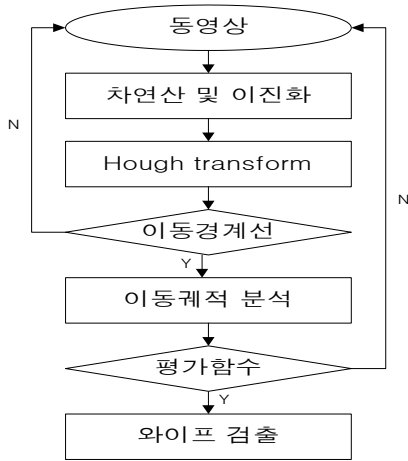 동영상
차연산 및 이진화
N
Hough transform
N
이동경계선
Y
이동궤적 분석
평가함수
Y
와이프 검출